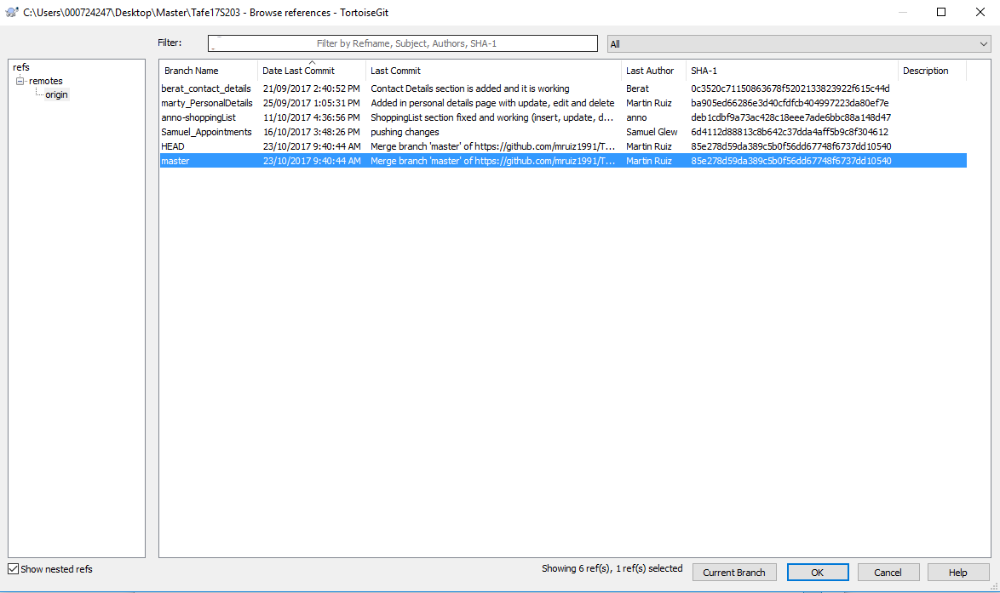 C:\Users\000724247\Desktop\Master\Tafe17S203 - Browse references - TortoiseGit
Filter: Filter by Refname, Subject, Authors, SHA-1 All
refs
remotes
origin
Branch Name Date Last Commit Last Commit Last Author SHA-1 Description
berat_contact_details 21/09/2017 2:40:52 PM Contact Details section is added and it is working Berat 0c3520c71150863678f5202133823922f615c44d
marty_PersonalDetails 25/09/2017 1:05:31 PM Added in personal details page with update, edit and delete Martin Ruiz ba905ed66286e3d40cfdfcb404997223da80ef7e
anno-shoppingList 11/10/2017 4:36:56 PM ShoppingList section fixed and working (insert, update, d... anno deb1cdbf9a73ac428c18eee7ade6bbc88a148d47
Samuel_Appointments 16/10/2017 3:48:26 PM pushing changes Samuel Glew 6d4112d88813c8b642c37dda4aff5b9c8f304612
HEAD 23/10/2017 9:40:44 AM Merge branch 'master' of https://github.com/mruiz1991/T... Martin Ruiz 85e278d59da389c5b0f56dd67748f6737dd10540
master 23/10/2017 9:40:44 AM Merge branch 'master' of https://github.com/mruiz1991/T... Martin Ruiz 85e278d59da389c5b0f56dd67748f6737dd10540
Show nested refs
Showing 6 ref(s), 1 ref(s) selected
Current Branch OK Cancel Help